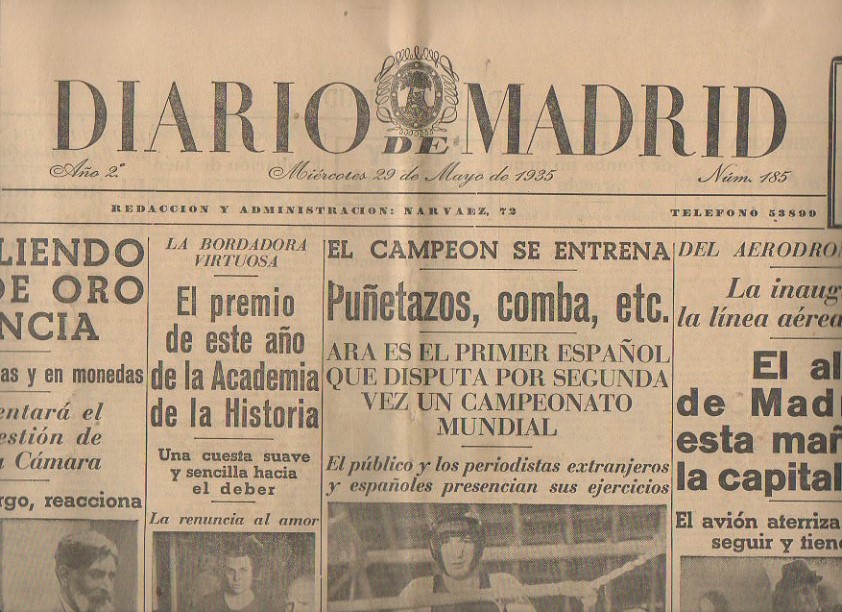 DIARIO DE MADRID
Año 2.º
Miércoles 29 de Mayo de 1935
Núm. 185
REDACCION Y ADMINISTRACION: NARVAEZ, 72
TELEFONO 53899
LIENDO
DE ORO
NCIA
as y en monedas
entará el
estión de
a Cámara
rgo, reacciona
LA BORDADORA
VIRTUOSA
El premio
de este año
de la Academia
de la Historia
Una cuesta suave
y sencilla hacia
el deber
La renuncia al amor
EL CAMPEON SE ENTRENA
Puñetazos, comba, etc.
ARA ES EL PRIMER ESPAÑOL
QUE DISPUTA POR SEGUNDA
VEZ UN CAMPEONATO
MUNDIAL
El público y los periodistas extranjeros
y españoles presencian sus ejercicios
DEL AERODRO
La inaug
la línea aérea
El al
de Mad
esta mañ
la capital
El avión aterriza
seguir y tien